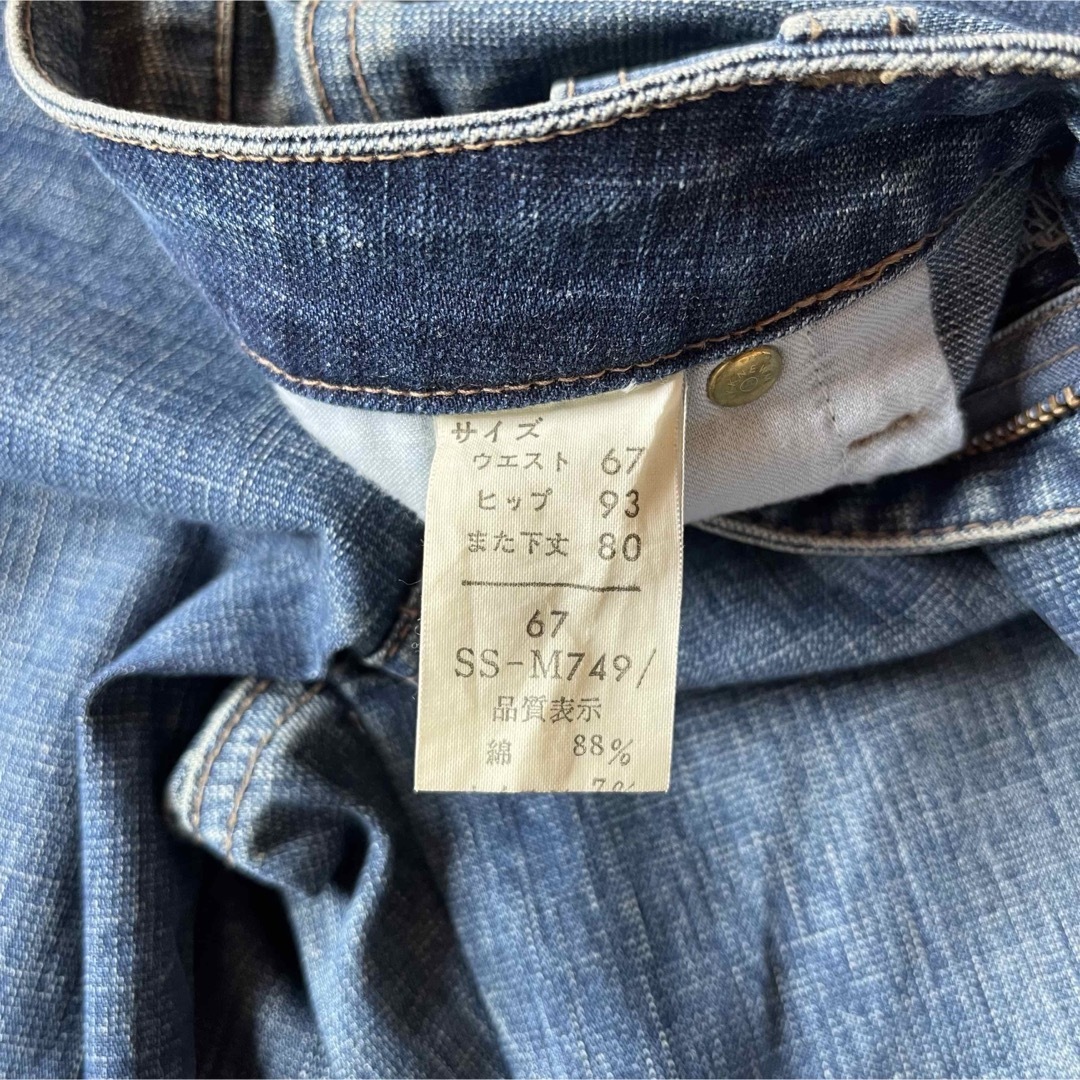 サイズ
ウエスト 67
ヒップ 93
また下丈 80
67
SS-M749/
品質表示
綿 88%
7%